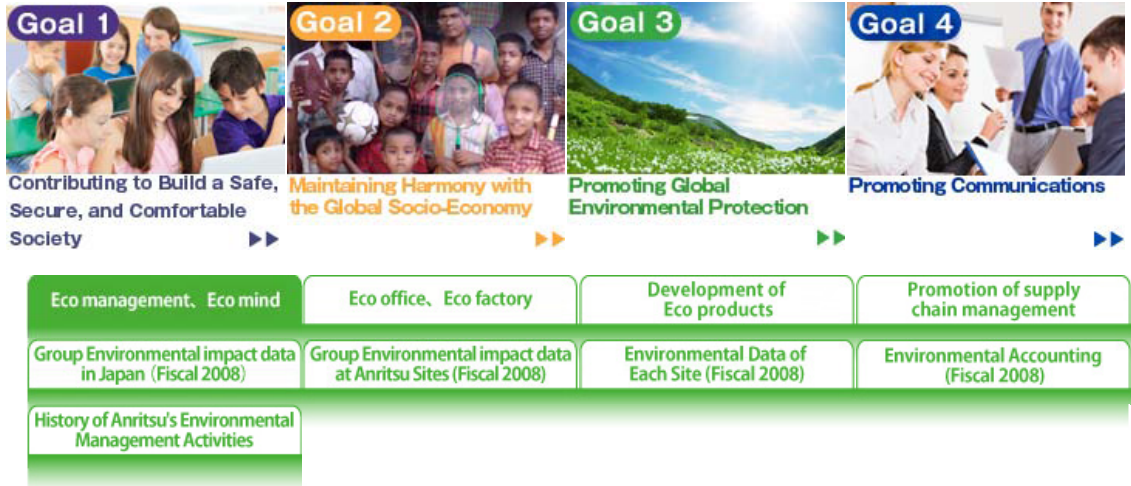 Goal 1
Goal 2
Goal 3
Goal 4
Contributing to Build a Safe,
Secure, and Comfortable
Society
Maintaining Harmony with
the Global Socio-Economy
Promoting Global
Environmental Protection
Promoting Communications
Eco management、Eco mind
Eco office、Eco factory
Development of
Eco products
Promotion of supply
chain management
Group Environmental impact data
in Japan（Fiscal 2008）
Group Environmental impact data
at Anritsu Sites (Fiscal 2008)
Environmental Data of
Each Site (Fiscal 2008)
Environmental Accounting
(Fiscal 2008)
History of Anritsu's Environmental
Management Activities